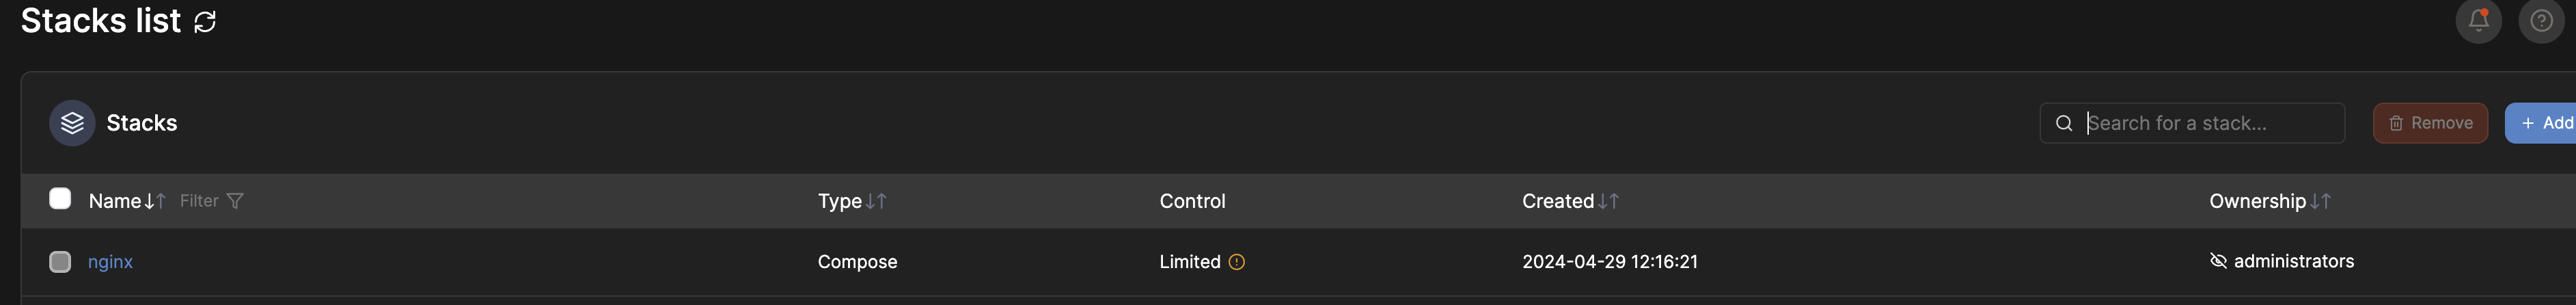 Stacks list
Stacks
Search for a stack...
Remove
+ Add
Name Filter Type Control Created Ownership
nginx Compose Limited 2024-04-29 12:16:21 administrators